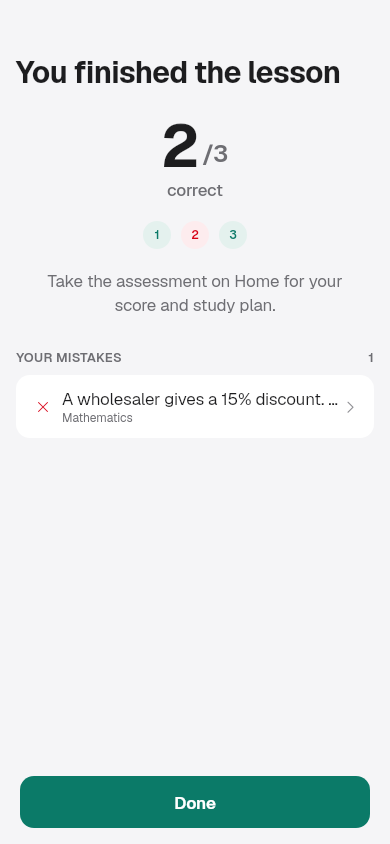 You finished the lesson
2/3
correct
1 2 3
Take the assessment on Home for your
score and study plan.
YOUR MISTAKES 1
A wholesaler gives a 15% discount. ...
Mathematics
Done